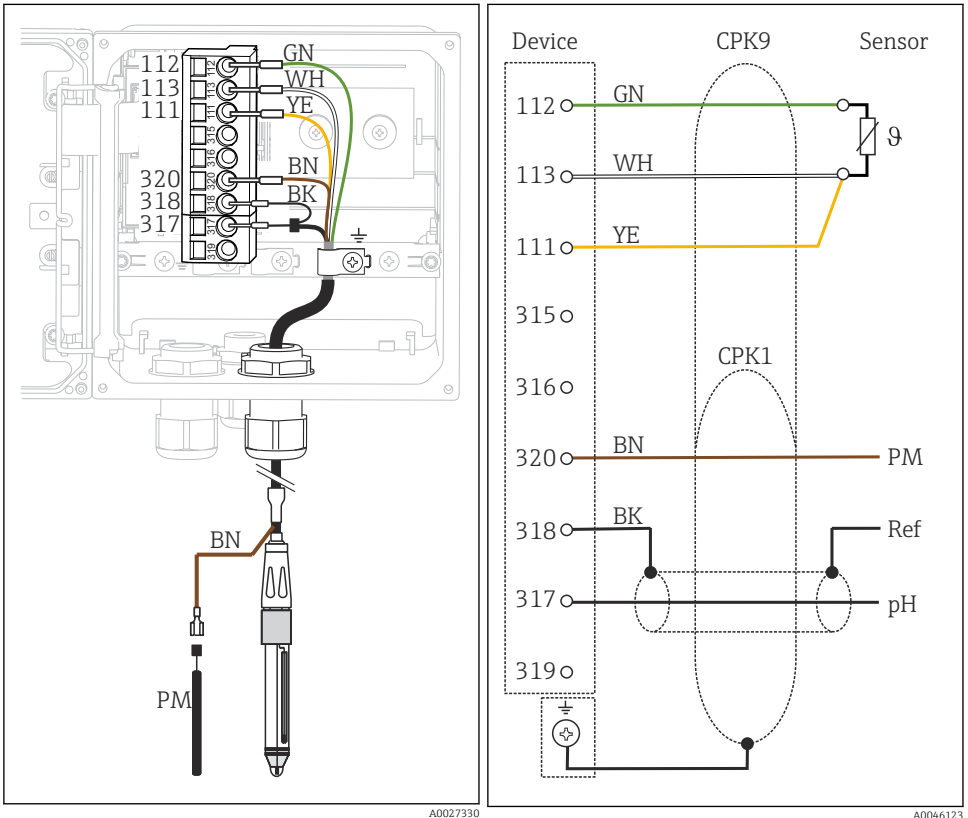 112
113
111
320
318
317
112
113
111
315
316
320
318
317
319
GN
WH
YE
BN
BK
BN
PM
A0027330
Device CPK9 Sensor
112 GN
ϑ
113 WH
111 YE
315
316
CPK1
320 BN PM
318 BK Ref
317 pH
319
A0046123